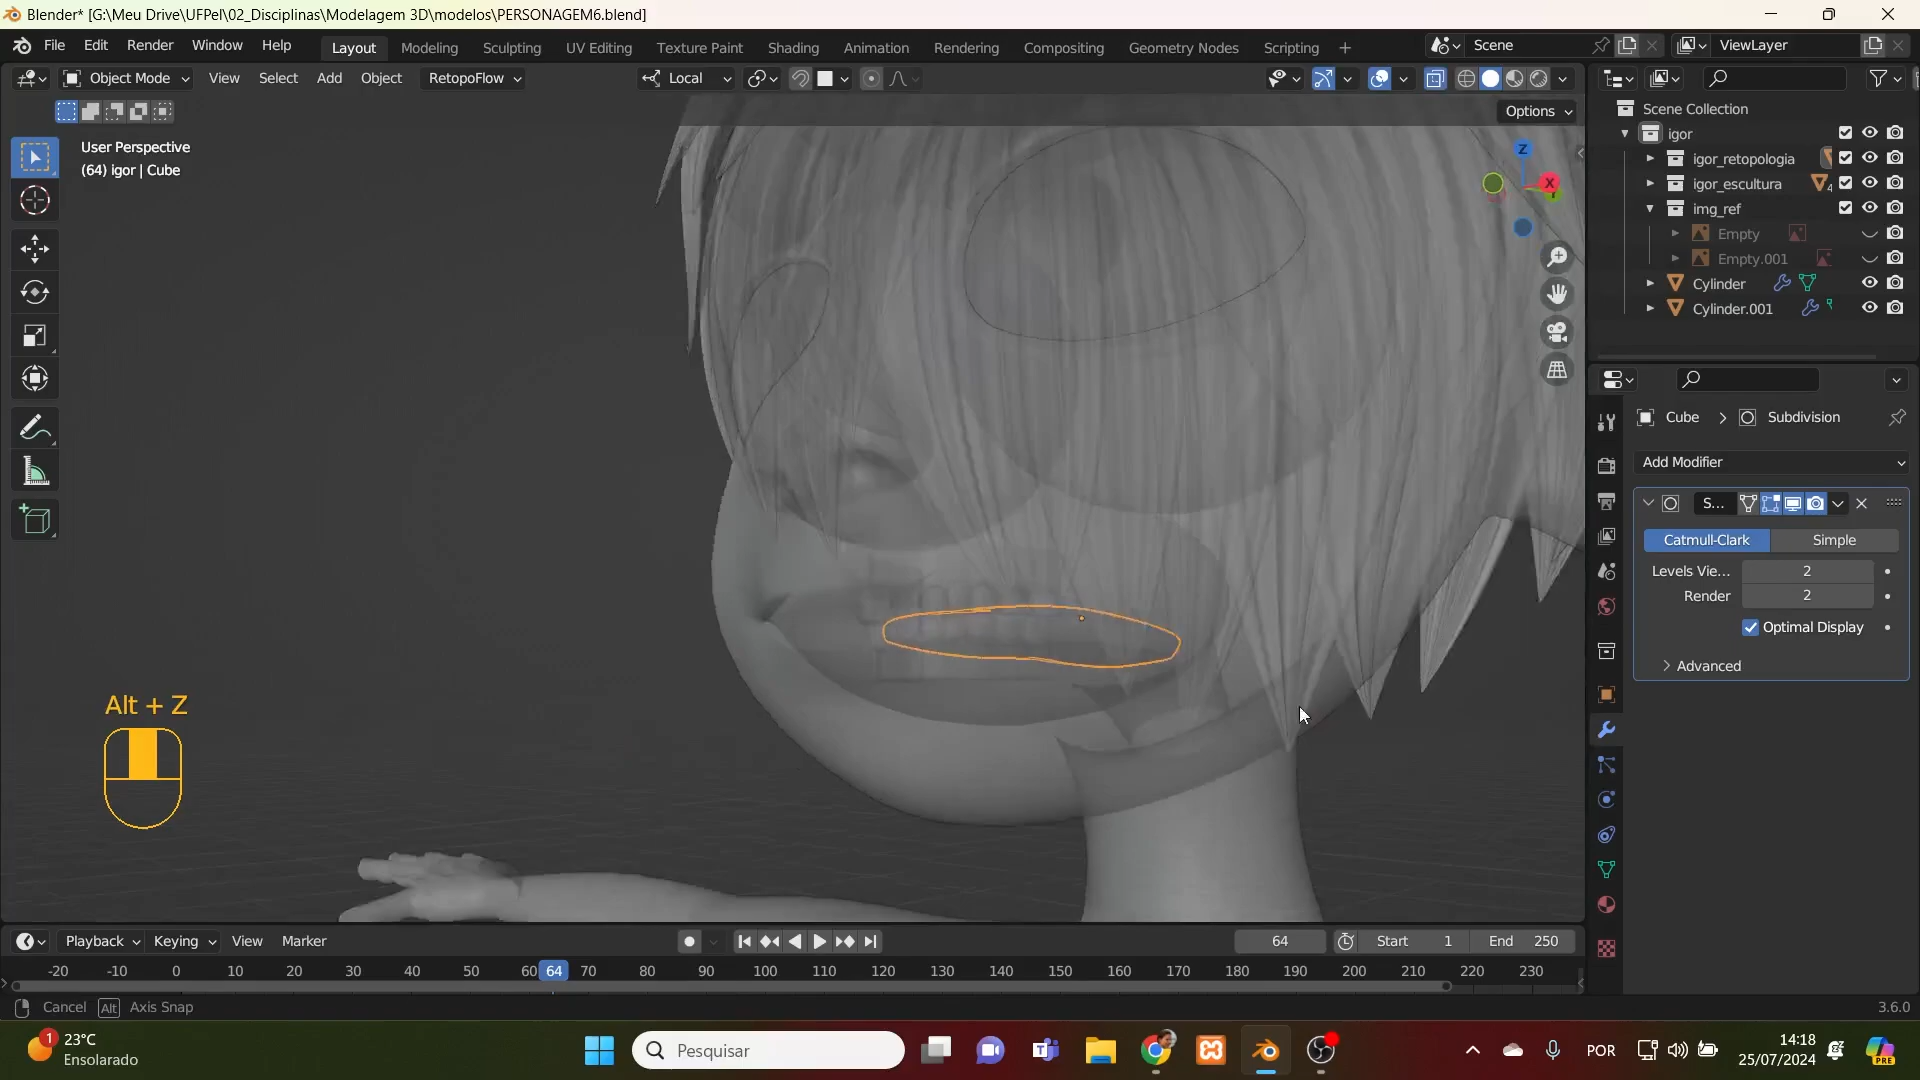 Blender* [G:\Meu Drive\UFPel\02_Disciplinas\Modelagem 3D\modelos\PERSONAGEM6.blend]
File Edit Render Window Help Layout Modeling Sculpting UV Editing Texture Paint Shading Animation Rendering Compositing Geometry Nodes Scripting + Scene ViewLayer
Object Mode View Select Add Object RetopoFlow Local
Options
User Perspective
(64) igor | Cube
Z
X
Scene Collection
igor
igor_retopologia
igor_escultura 4
img_ref
Empty
Empty.001
Cylinder
Cylinder.001
Cube > Subdivision
Add Modifier
S...
Catmull-Clark Simple
Levels Vie... 2
Render 2
Optimal Display
Advanced
Alt + Z
Playback Keying View Marker 64 Start 1 End 250
-20 -10 0 10 20 30 40 50 60 64 70 80 90 100 110 120 130 140 150 160 170 180 190 200 210 220 230
Cancel Alt Axis Snap 3.6.0
1 23°C
Ensolarado
Pesquisar
POR
14:18
25/07/2024
PRE